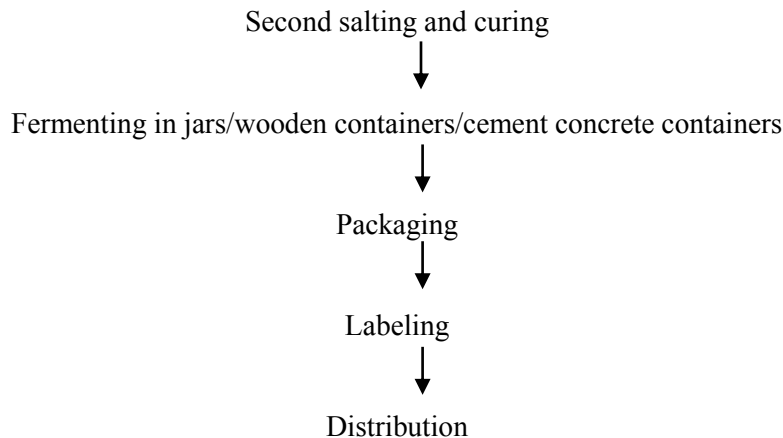 Second salting and curing
Fermenting in jars/wooden containers/cement concrete containers
Packaging
Labeling
Distribution